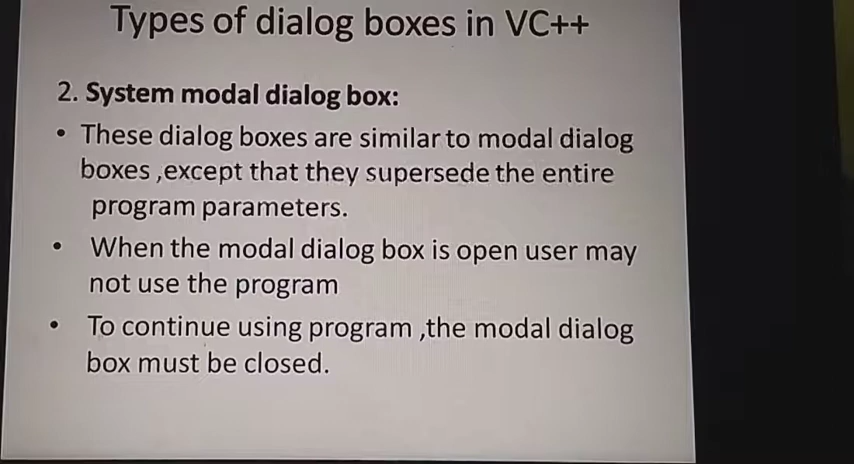 Types of dialog boxes in VC++
2. System modal dialog box:
• These dialog boxes are similar to modal dialog
boxes ,except that they supersede the entire
program parameters.
• When the modal dialog box is open user may
not use the program
• To continue using program ,the modal dialog
box must be closed.